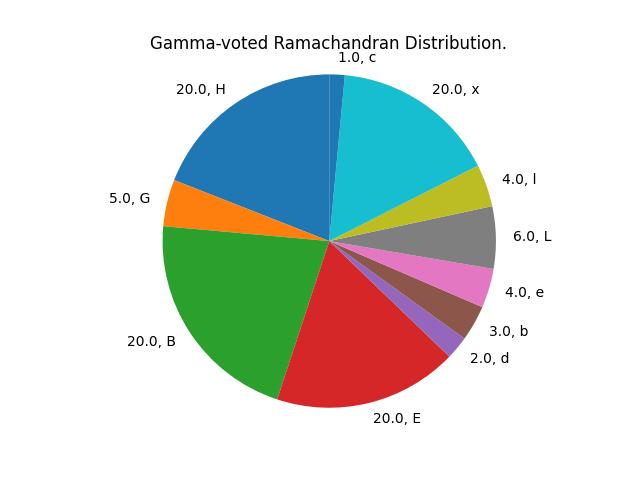 Gamma-voted Ramachandran Distribution.
1.0, c
20.0, H
20.0, x
4.0, l
5.0, G
6.0, L
4.0, e
3.0, b
20.0, B
2.0, d
20.0, E